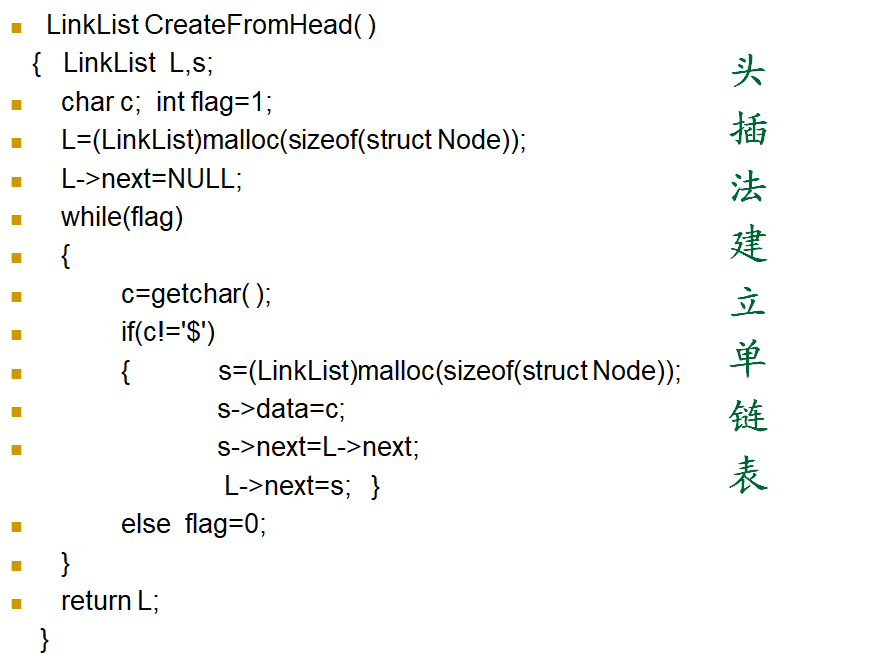 LinkList CreateFromHead( )
{ LinkList L,s;
char c; int flag=1;
L=(LinkList)malloc(sizeof(struct Node));
L->next=NULL;
while(flag)
{
c=getchar( );
if(c!='$')
{ s=(LinkList)malloc(sizeof(struct Node));
s->data=c;
s->next=L->next;
L->next=s; }
else flag=0;
}
return L;
}
头插法建立单链表